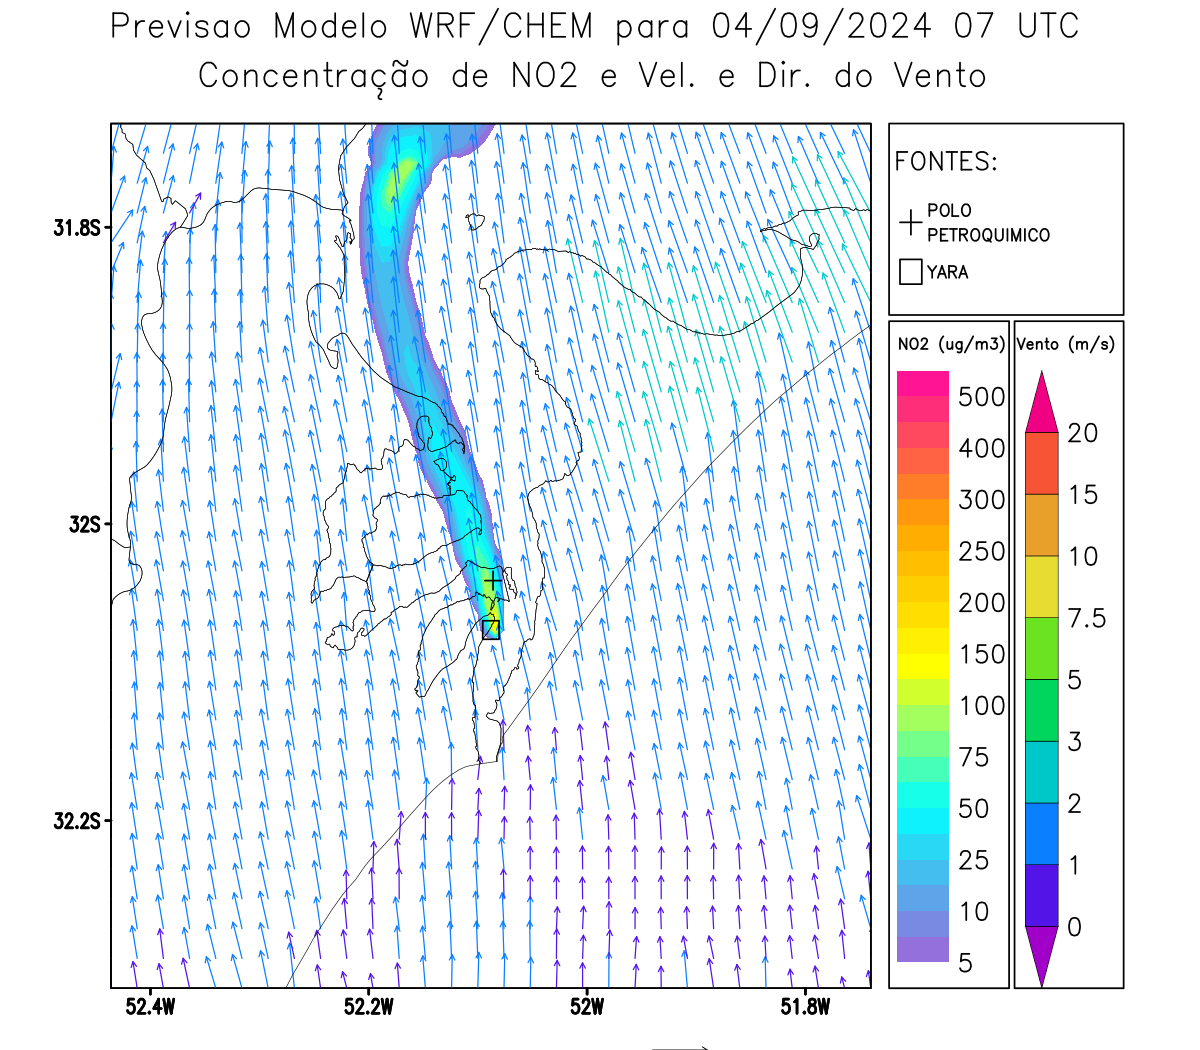 Previsao Modelo WRF/CHEM para 04/09/2024 07 UTC
Concentração de NO2 e Vel. e Dir. do Vento
FONTES:
POLO
PETROQUIMICO
YARA
NO2 (ug/m3)
500
400
300
250
200
150
100
75
50
25
10
5
Vento (m/s)
20
15
10
7.5
5
3
2
1
0
31.8S
32S
32.2S
52.4W
52.2W
52W
51.8W